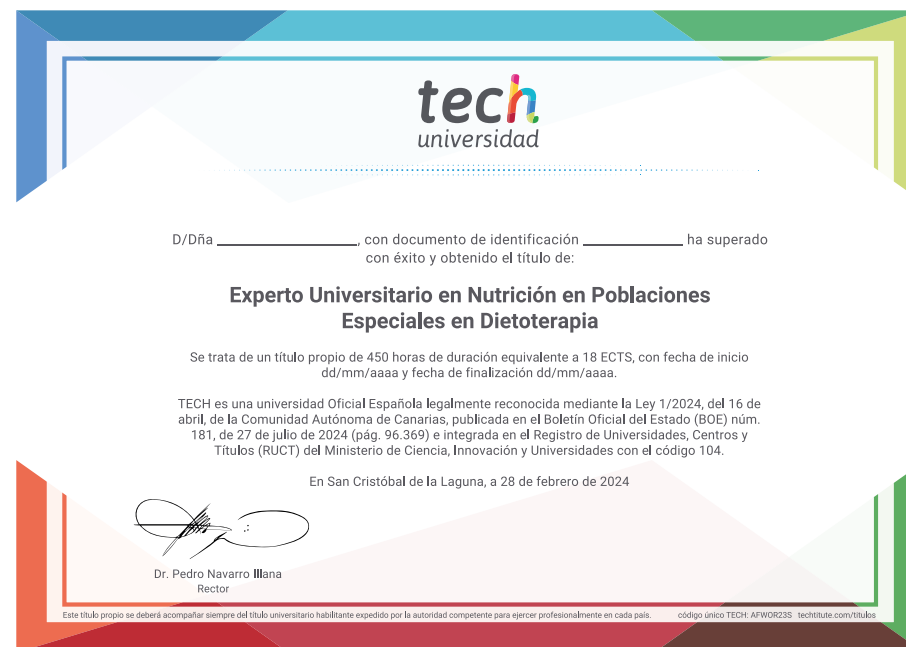 tech
universidad
D/Dña ____________________, con documento de identificación ______________ ha superado
con éxito y obtenido el título de:
Experto Universitario en Nutrición en Poblaciones
Especiales en Dietoterapia
Se trata de un título propio de 450 horas de duración equivalente a 18 ECTS, con fecha de inicio
dd/mm/aaaa y fecha de finalización dd/mm/aaaa.
TECH es una universidad Oficial Española legalmente reconocida mediante la Ley 1/2024, del 16 de
abril, de la Comunidad Autónoma de Canarias, publicada en el Boletín Oficial del Estado (BOE) núm.
181, de 27 de julio de 2024 (pág. 96.369) e integrada en el Registro de Universidades, Centros y
Títulos (RUCT) del Ministerio de Ciencia, Innovación y Universidades con el código 104.
En San Cristóbal de la Laguna, a 28 de febrero de 2024
Dr. Pedro Navarro Illana
Rector
Este título propio se deberá acompañar siempre del título universitario habilitante expedido por la autoridad competente para ejercer profesionalmente en cada país. código único TECH: AFWOR23S techtitute.com/titulos